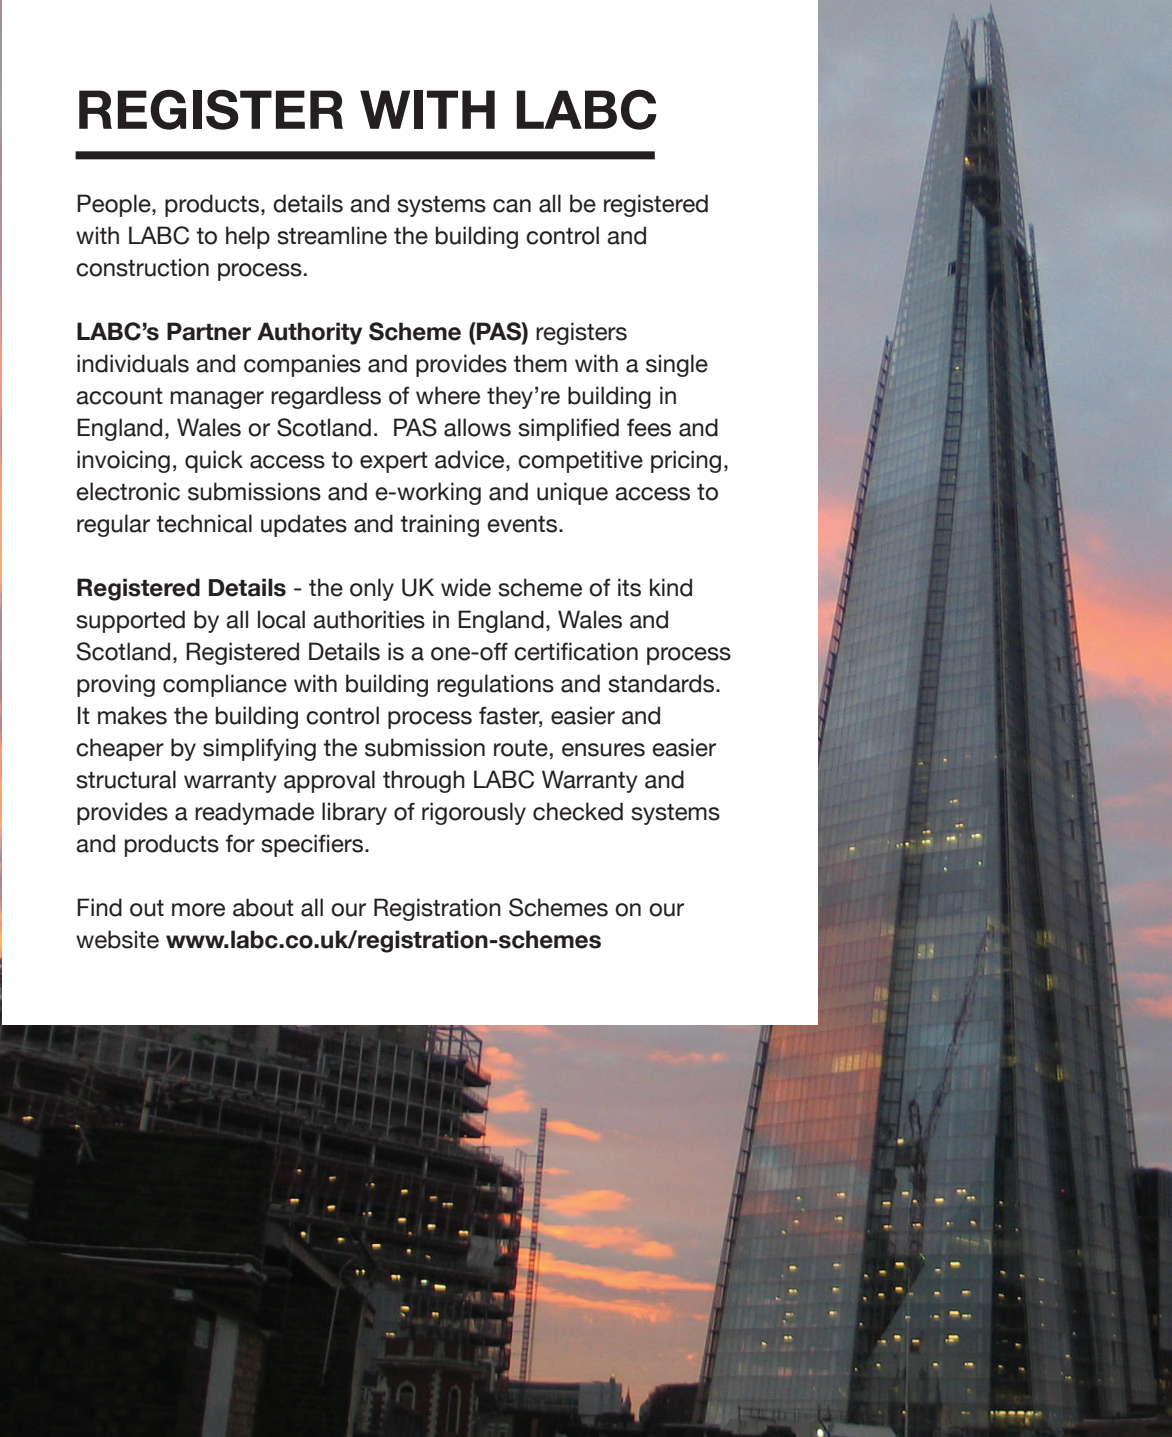 REGISTER WITH LABC
People, products, details and systems can all be registered
with LABC to help streamline the building control and
construction process.
LABC’s Partner Authority Scheme (PAS) registers
individuals and companies and provides them with a single
account manager regardless of where they’re building in
England, Wales or Scotland.  PAS allows simplified fees and
invoicing, quick access to expert advice, competitive pricing,
electronic submissions and e-working and unique access to
regular technical updates and training events.
Registered Details - the only UK wide scheme of its kind
supported by all local authorities in England, Wales and
Scotland, Registered Details is a one-off certification process
proving compliance with building regulations and standards.
It makes the building control process faster, easier and
cheaper by simplifying the submission route, ensures easier
structural warranty approval through LABC Warranty and
provides a readymade library of rigorously checked systems
and products for specifiers.
Find out more about all our Registration Schemes on our
website www.labc.co.uk/registration-schemes